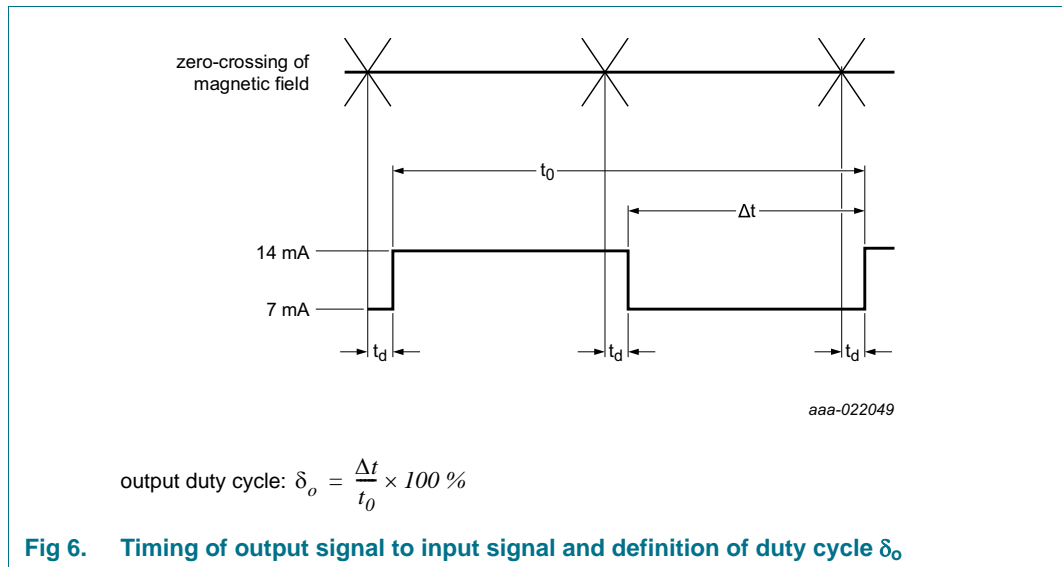 zero-crossing of
magnetic field
t0
Δt
14 mA
7 mA
td
td
td
aaa-022049
output duty cycle: δo = Δt/t0 × 100 %
Fig 6. Timing of output signal to input signal and definition of duty cycle δo